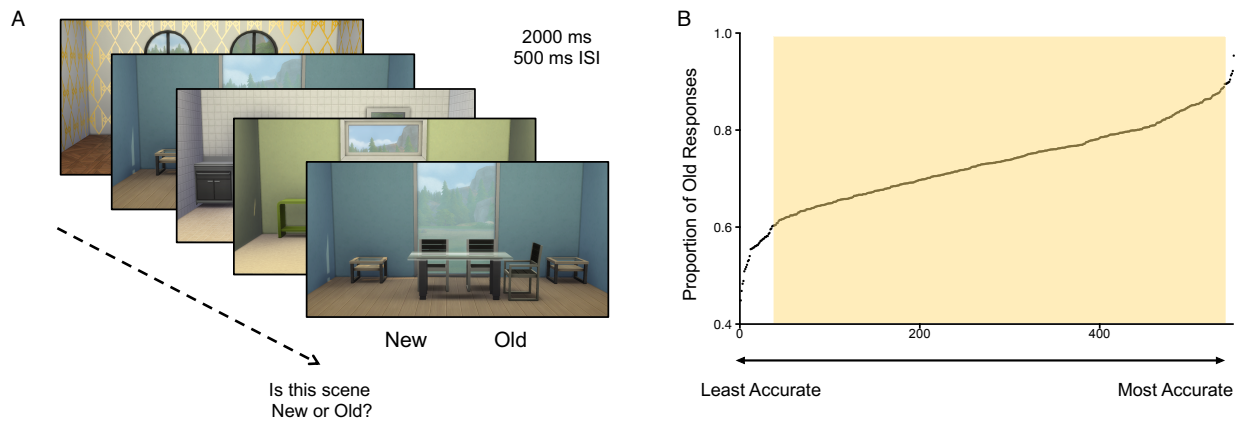 A
2000 ms
500 ms ISI
New Old
Is this scene
New or Old?
B
Proportion of Old Responses
1.0
0.8
0.6
0.4
0 200 400
Least Accurate Most Accurate